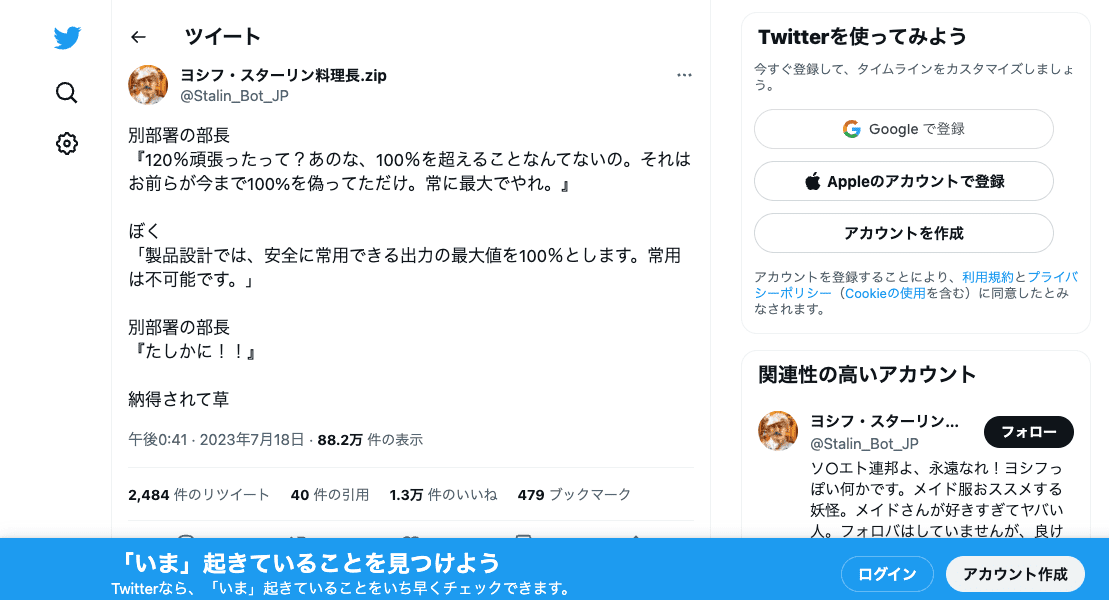 ツイート
ヨシフ・スターリン料理長.zip
@Stalin_Bot_JP
別部署の部長
『120％頑張ったって？あのな、100％を超えることなんてないの。それは
お前らが今まで100%を偽ってただけ。常に最大でやれ。』
ぼく
「製品設計では、安全に常用できる出力の最大値を100％とします。常用
は不可能です。」
別部署の部長
『たしかに！！』
納得されて草
午後0:41 · 2023年7月18日 · 88.2万 件の表示
2,484 件のリツイート 40 件の引用 1.3万 件のいいね 479 ブックマーク
Twitterを使ってみよう
今すぐ登録して、タイムラインをカスタマイズしましょ
う。
Google で登録
Appleのアカウントで登録
アカウントを作成
アカウントを登録することにより、利用規約とプライバ
シーポリシー（Cookieの使用を含む）に同意したとみ
なされます。
関連性の高いアカウント
ヨシフ・スターリン...
@Stalin_Bot_JP
フォロー
ソ〇エト連邦よ、永遠なれ！ヨシフっ
ぽい何かです。メイド服おススメする
妖怪。メイドさんが好きすぎてヤバい
人。フォロバはしていませんが、良け
「いま」起きていることを見つけよう
Twitterなら、「いま」起きていることをいち早くチェックできます。
ログイン
アカウント作成